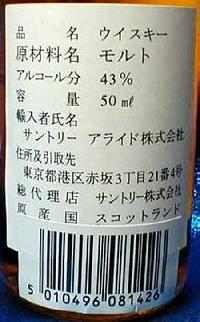 品名 ウイスキー
原材料名 モルト
アルコール分 43%
容量 50㎖
輸入者氏名
サントリー アライド株式会社
住所及引取先
東京都港区赤坂3丁目21番4号
総代理店 サントリー株式会社
原産国 スコットランド
5 010496 081426